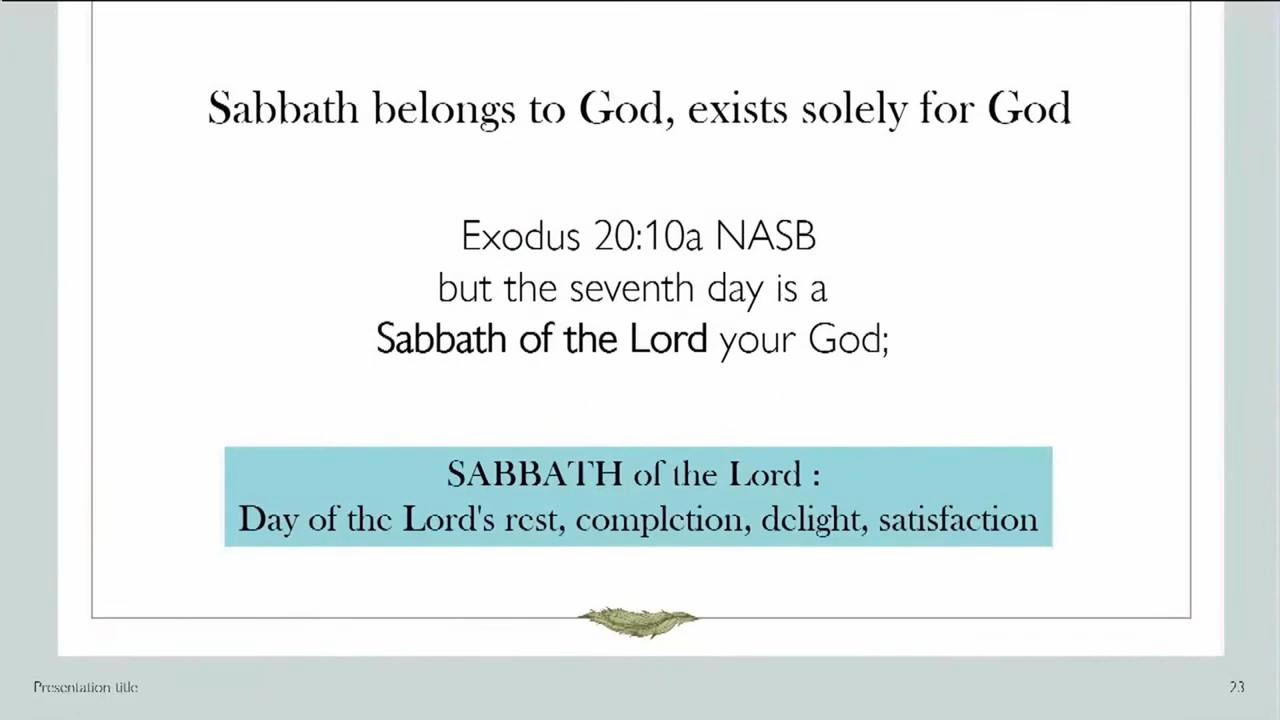 Sabbath belongs to God, exists solely for God
Exodus 20:10a NASB
but the seventh day is a
Sabbath of the Lord your God;
SABBATH of the Lord :
Day of the Lord's rest, completion, delight, satisfaction
Presentation title
23